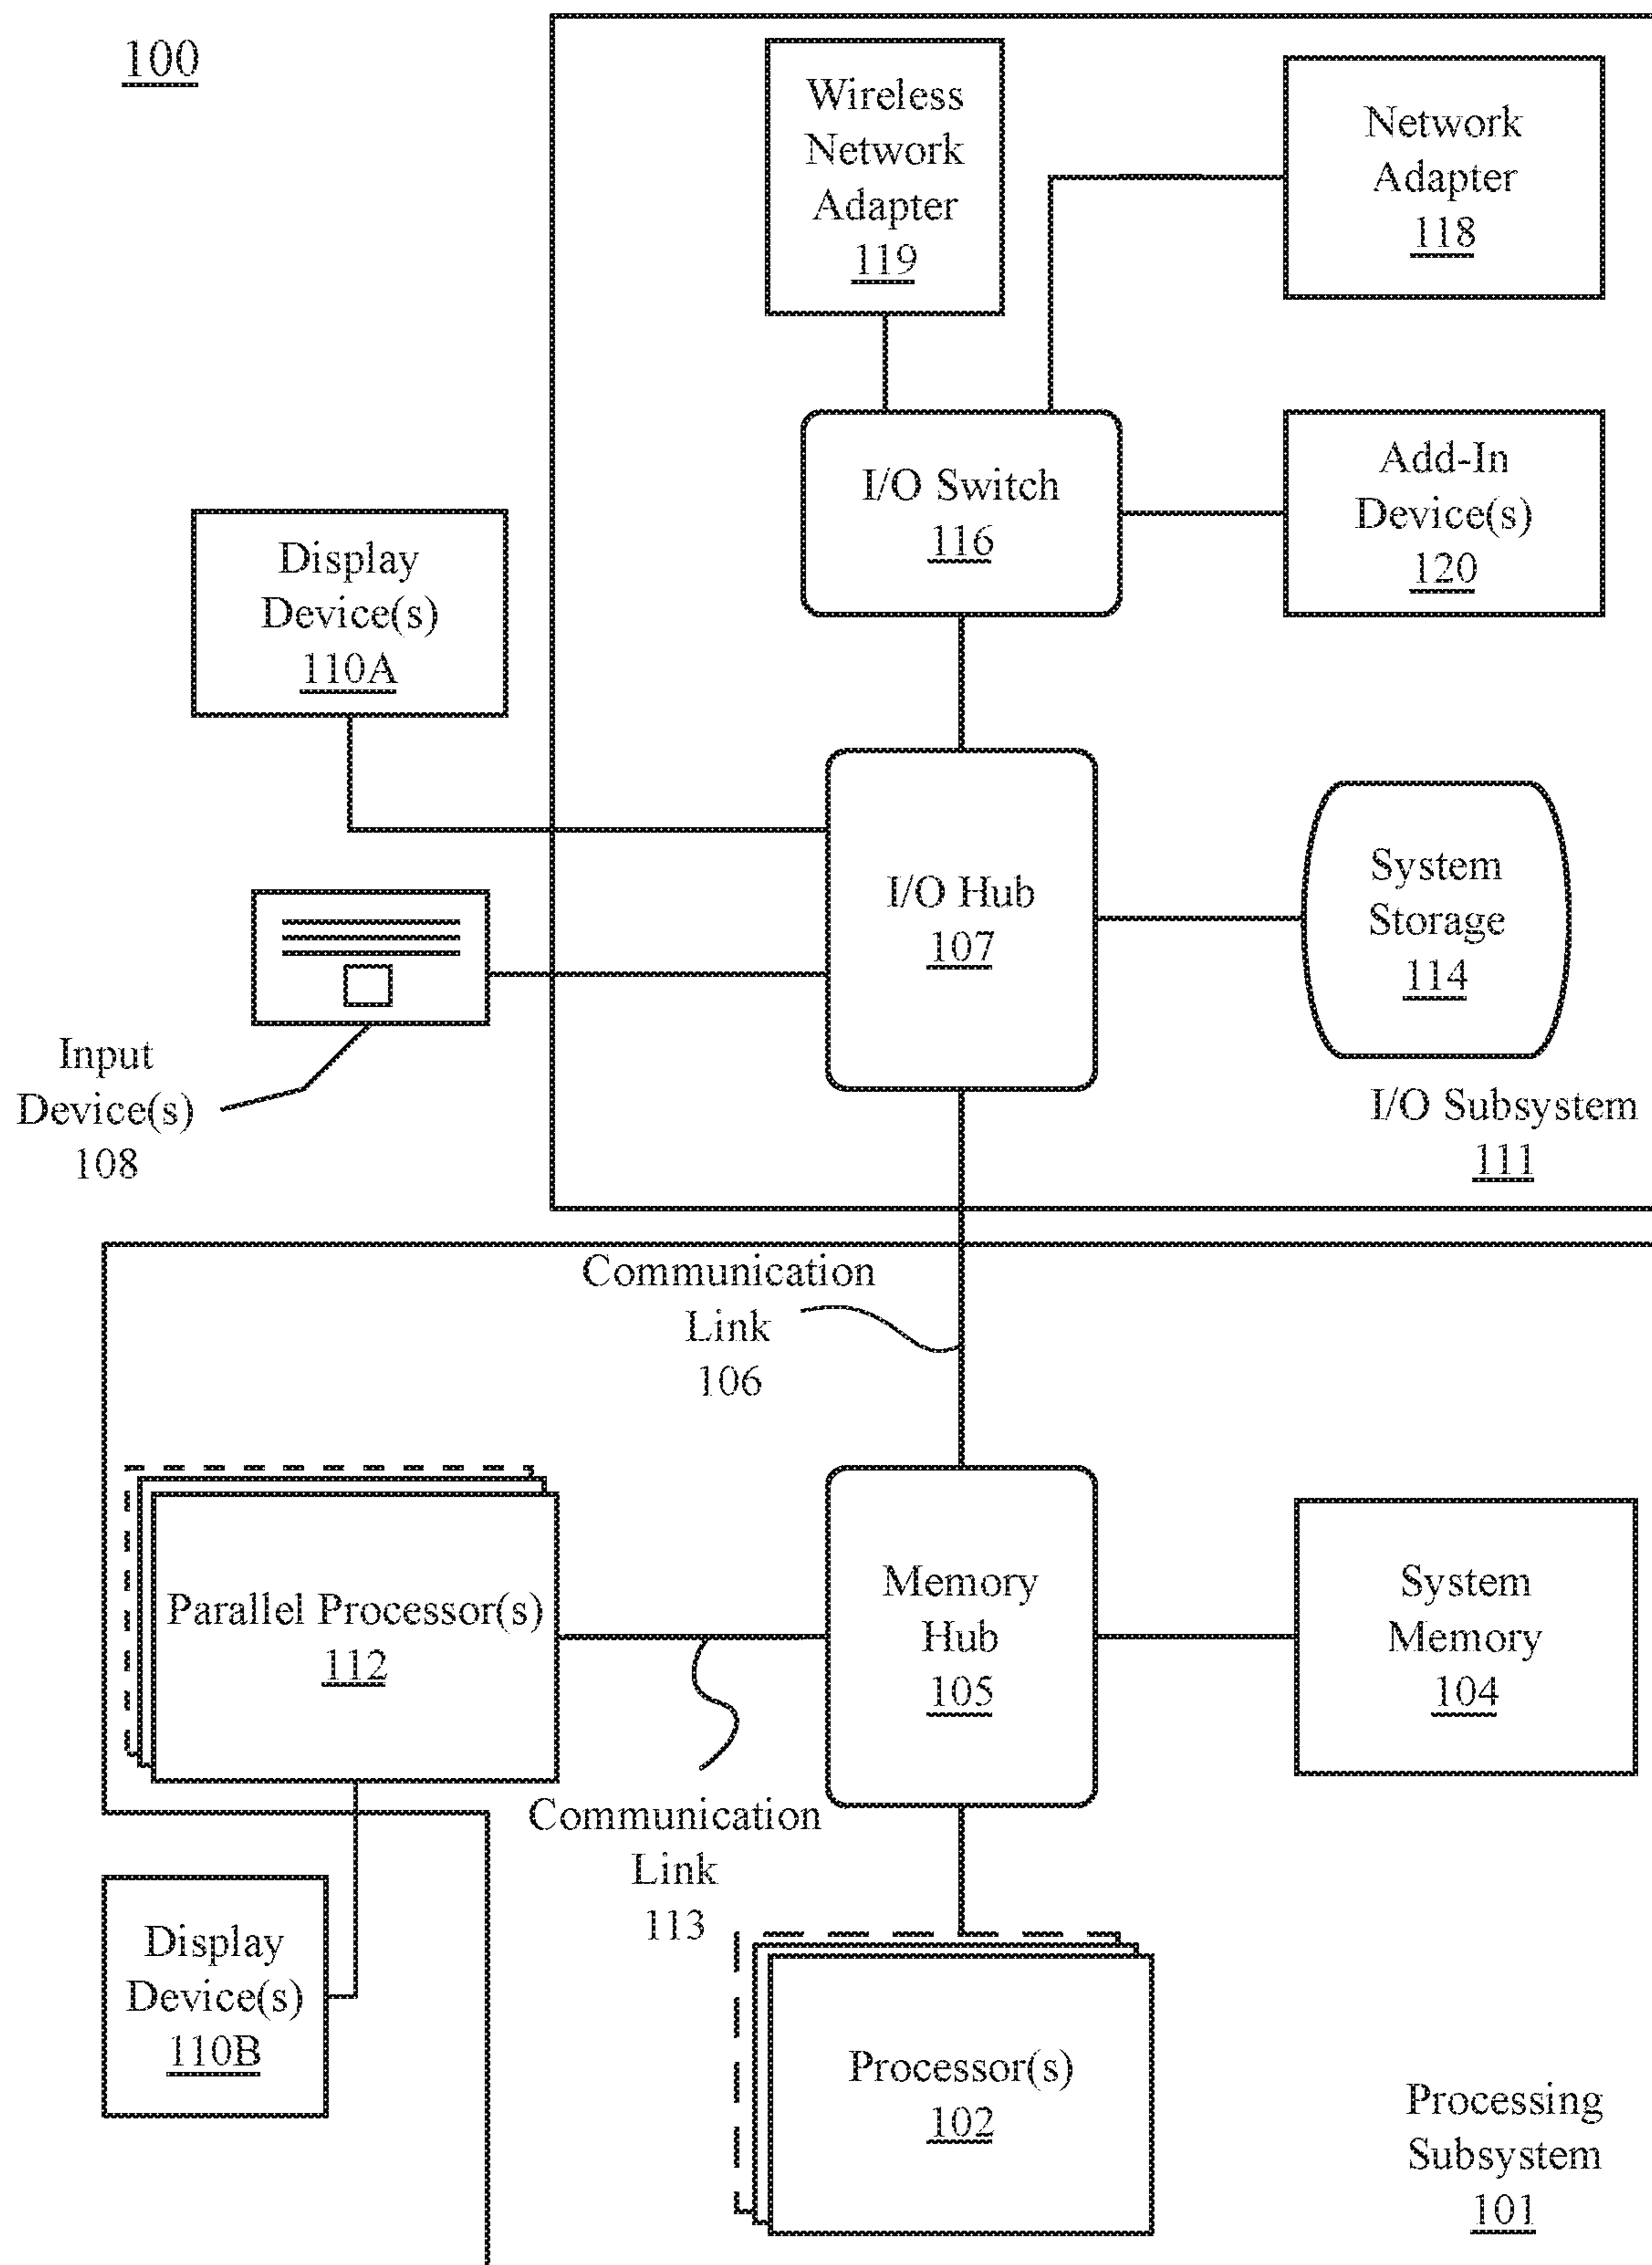 100
Wireless
Network
Adapter
119
Network
Adapter
118
I/O Switch
116
Add-In
Device(s)
120
Display
Device(s)
110A
I/O Hub
107
System
Storage
114
Input
Device(s)
108
I/O Subsystem
111
Communication
Link
106
Parallel Processor(s)
112
Memory
Hub
105
System
Memory
104
Communication
Link
113
Display
Device(s)
110B
Processor(s)
102
Processing
Subsystem
101